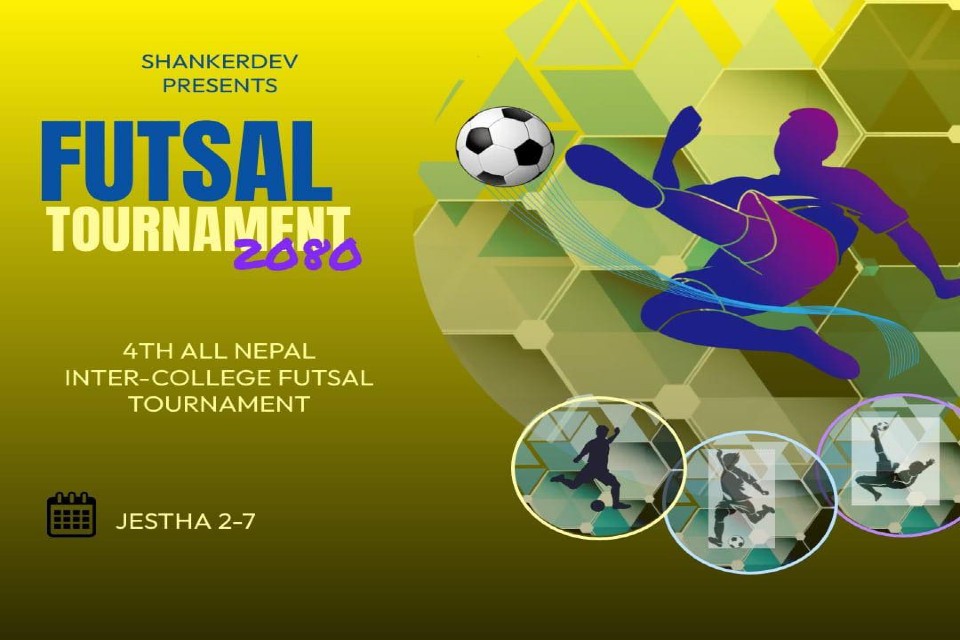 SHANKERDEV
PRESENTS
FUTSAL
TOURNAMENT
2080
4TH ALL NEPAL
INTER-COLLEGE FUTSAL
TOURNAMENT
JESTHA 2-7